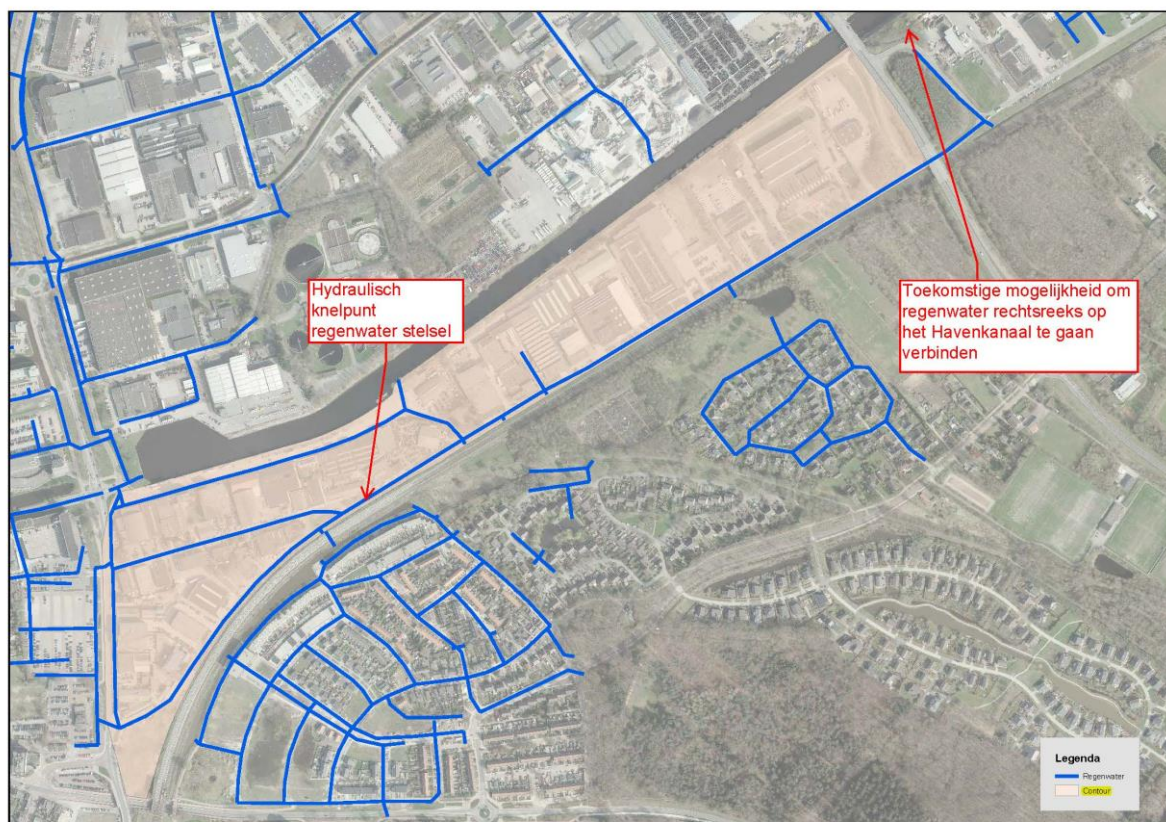 Hydraulisch
knelpunt
regenwater stelsel
Toekomstige mogelijkheid om
regenwater rechtsreeks op
het Havenkanaal te gaan
verbinden
Legenda
Regenwater
Contour